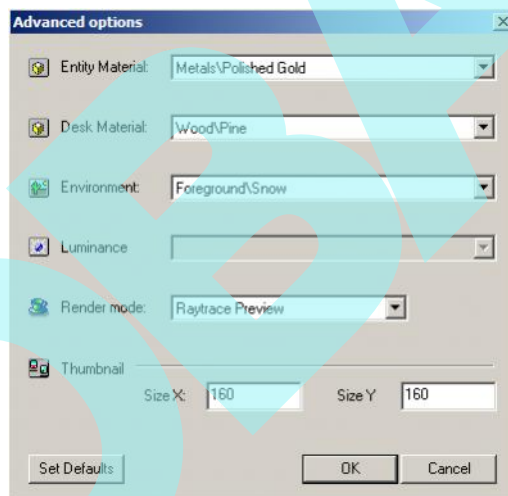 Advanced options
Entity Material: Metals\Polished Gold
Desk Material: Wood\Pine
Environment: Foreground\Snow
Luminance
Render mode: Raytrace Preview
Thumbnail
Size X: 160 Size Y 160
Set Defaults OK Cancel